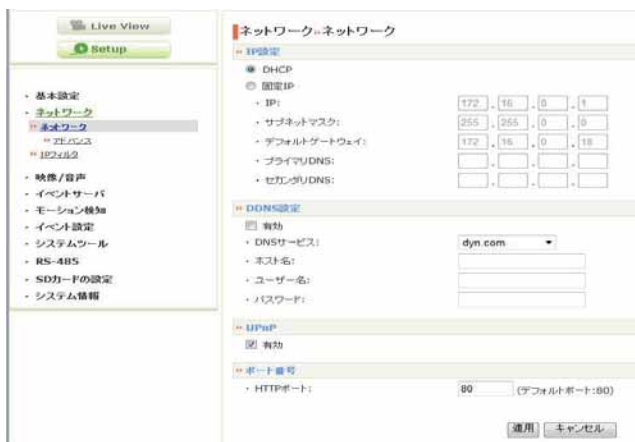 Live View
Setup
・基本設定
・ネットワーク
»ネットワーク
»アドバンス
»IPフィルタ
・映像/音声
・イベントサーバ
・モーション検知
・イベント設定
・システムツール
・RS-485
・SDカードの設定
・システム情報
ネットワーク»ネットワーク
»IP設定
DHCP
固定IP
・IP: 172 . 16 . 0 . 1
・サブネットマスク: 255 . 255 . 0 . 0
・デフォルトゲートウェイ: 172 . 16 . 0 . 18
・プライマリDNS: . . .
・セカンダリDNS: . . .
»DDNS設定
有効
・DNSサービス: dyn.com
・ホスト名:
・ユーザー名:
・パスワード:
»UPnP
有効
»ポート番号
・HTTPポート: 80 (デフォルトポート:80)
適用 キャンセル